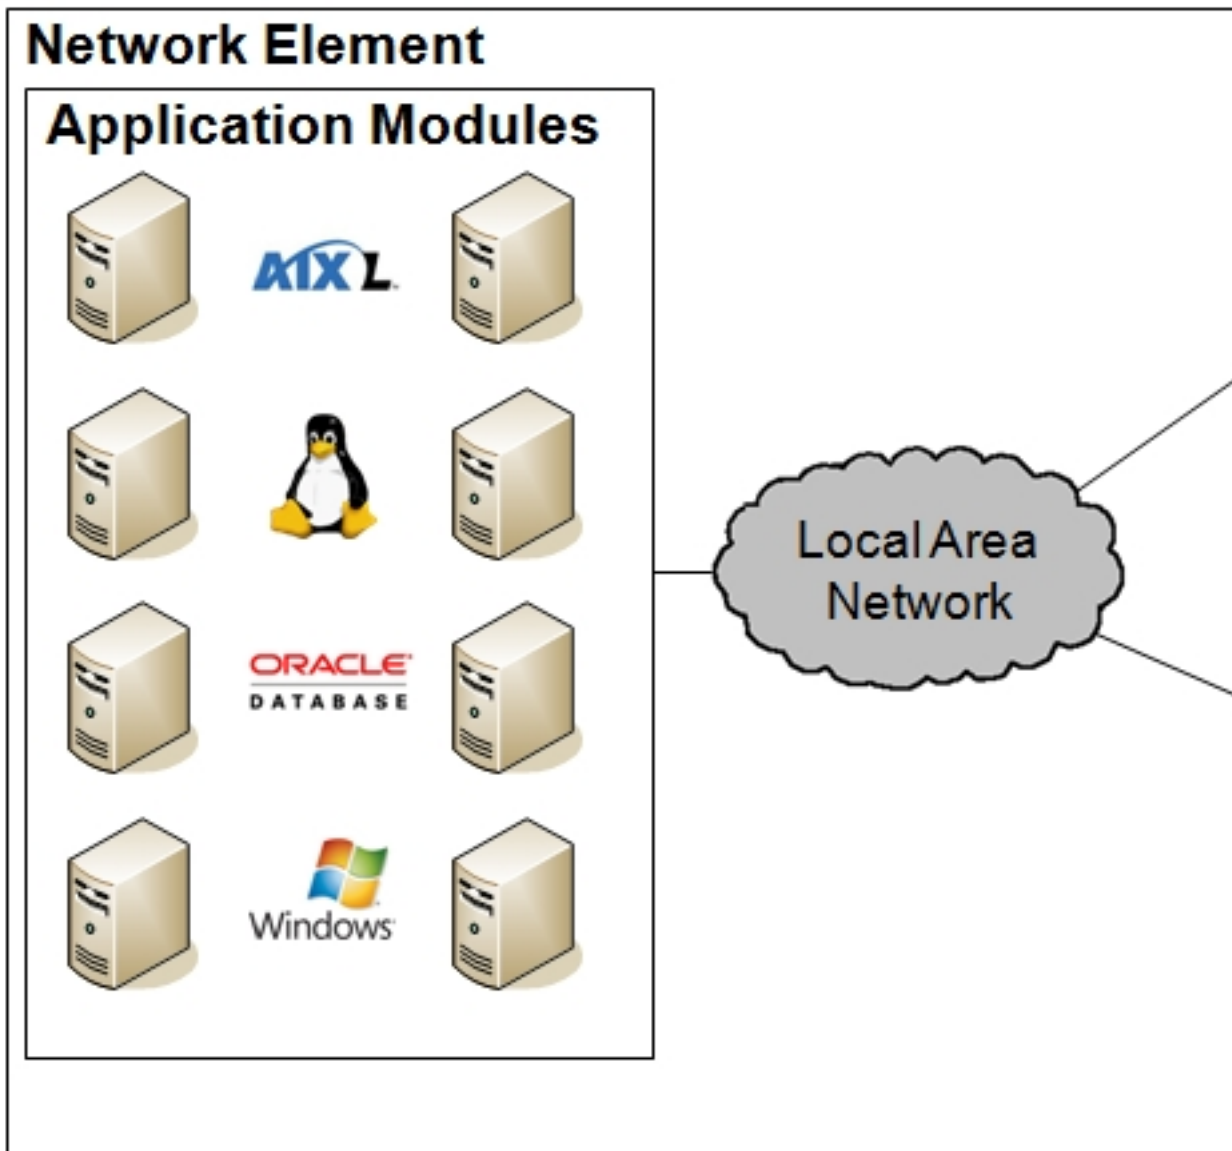 Network Element
Application Modules
AIX L
Local Area
Network
ORACLE
DATABASE
Windows